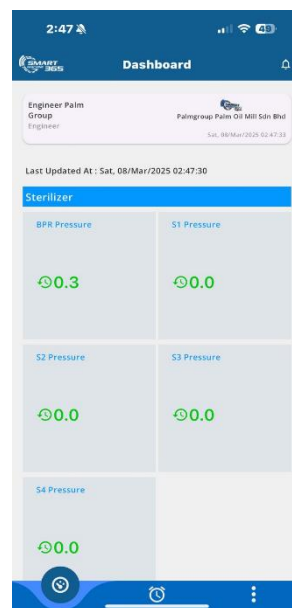 2:47
49
SMART
365
Dashboard
Engineer Palm
Group
Engineer
Palmgroup Palm Oil Mill Sdn Bhd
Sat, 08/Mar/2025 02:47:33
Last Updated At : Sat, 08/Mar/2025 02:47:30
Sterilizer
BPR Pressure
S1 Pressure
0.3
0.0
S2 Pressure
S3 Pressure
0.0
0.0
S4 Pressure
0.0